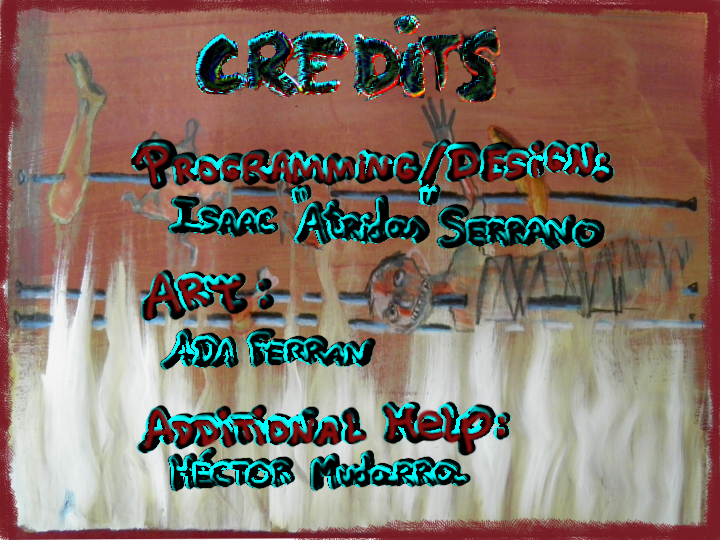 CREDiTS
PROGRAMMiNG/DESiGN:
ISAAC "Atridas" SERRANO
ART:
ADA FERRAN
ADDiTiONAL HELP:
HÉCTOR MudARRA